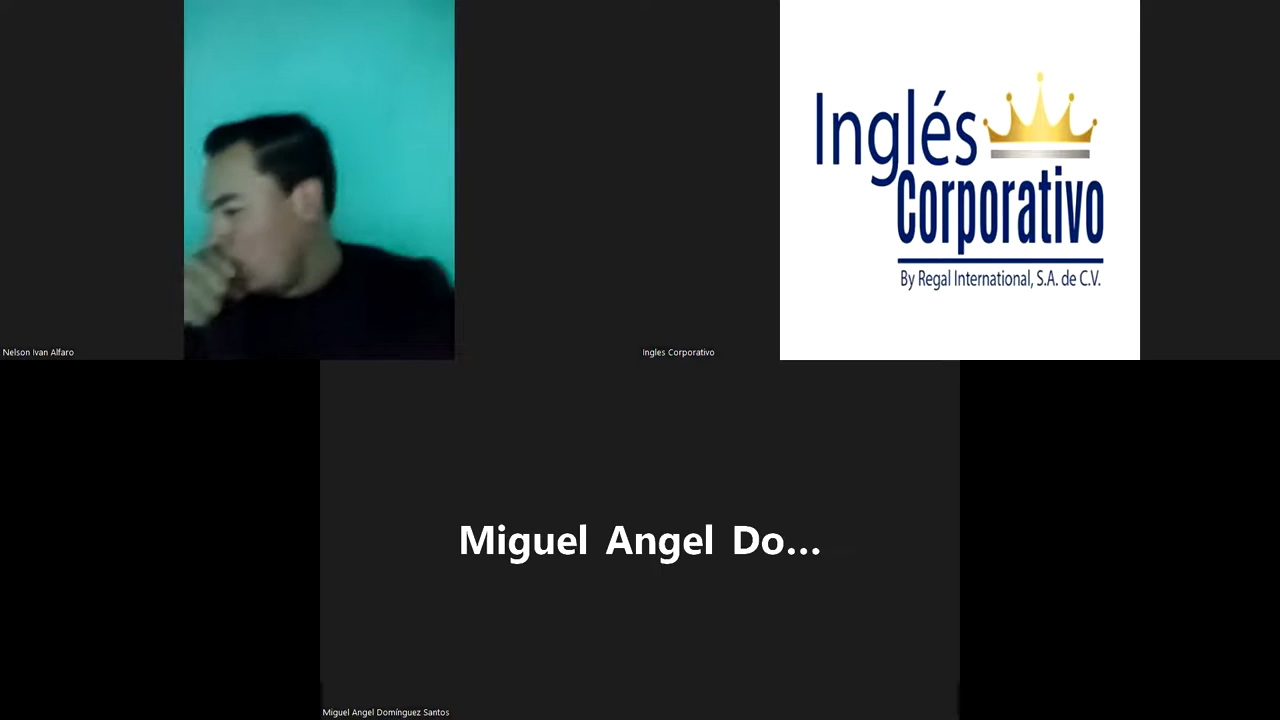 Inglés
Corporativo
By Regal International, S.A. de C.V.
Nelson Ivan Alfaro
Ingles Corporativo
Miguel Angel Do...
Miguel Angel Domínguez Santos